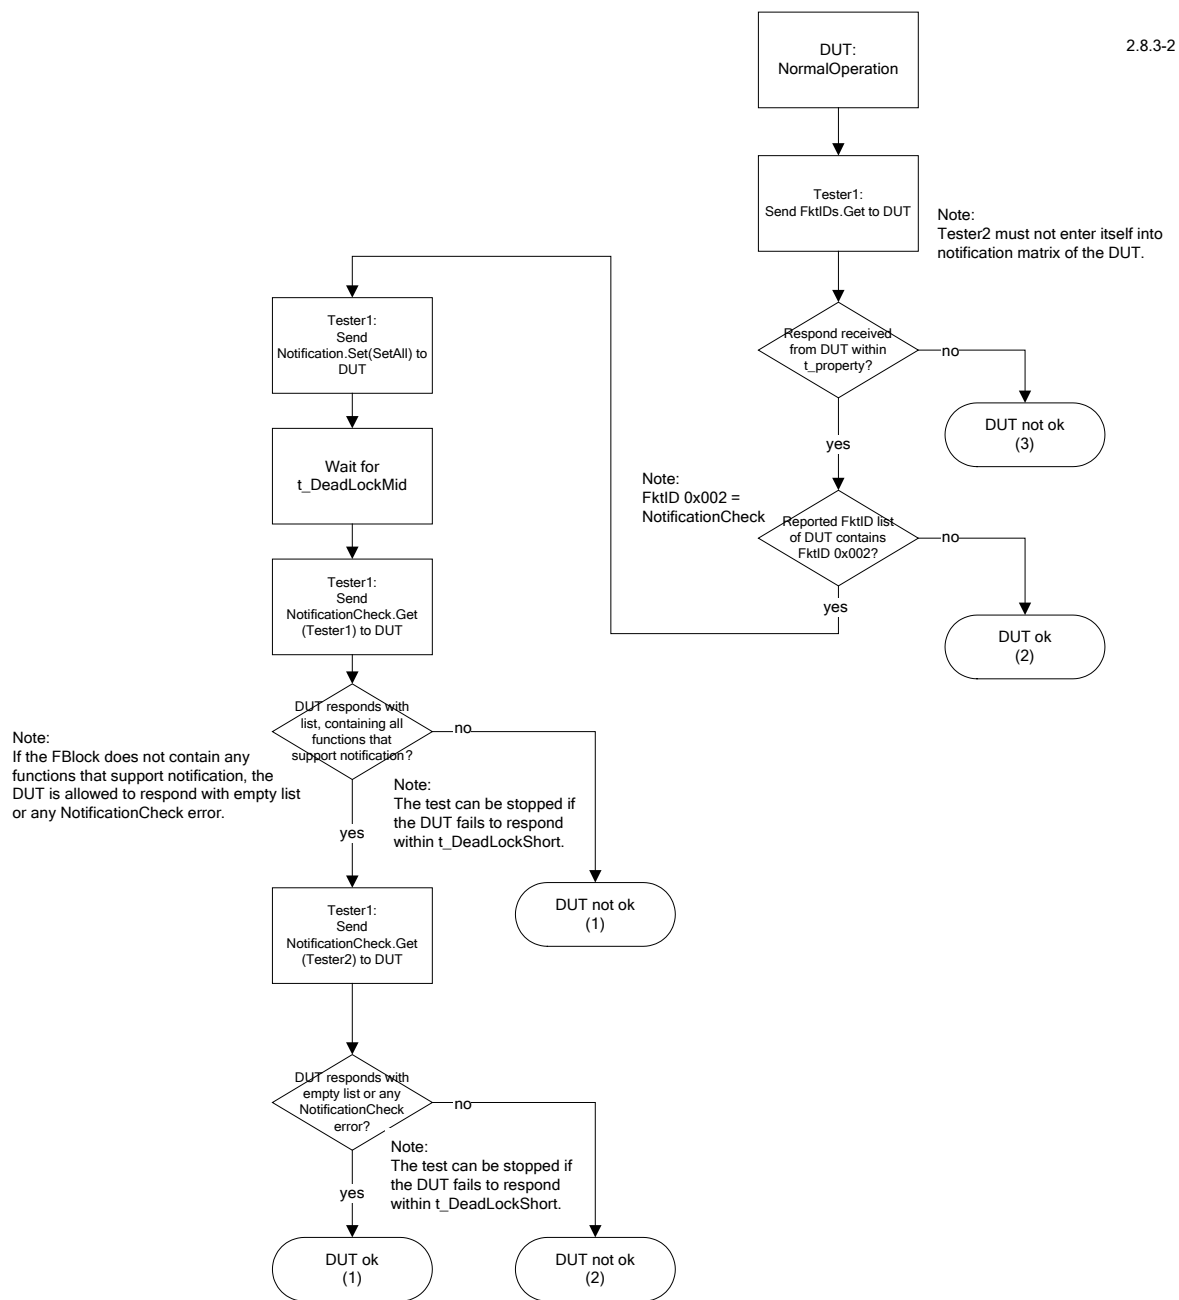 2.8.3-2
DUT:
NormalOperation
Tester1:
Send FktIDs.Get to DUT
Note:
Tester2 must not enter itself into
notification matrix of the DUT.
Respond received
from DUT within
t_property?
no
DUT not ok
(3)
yes
Note:
FktID 0x002 =
NotificationCheck
Reported FktID list
of DUT contains
FktID 0x002?
no
DUT ok
(2)
yes
Tester1:
Send
Notification.Set(SetAll) to
DUT
Wait for
t_DeadLockMid
Tester1:
Send
NotificationCheck.Get
(Tester1) to DUT
DUT responds with
list, containing all
functions that
support notification?
no
Note:
If the FBlock does not contain any
functions that support notification, the
DUT is allowed to respond with empty list
or any NotificationCheck error.
Note:
The test can be stopped if
the DUT fails to respond
within t_DeadLockShort.
yes
DUT not ok
(1)
Tester1:
Send
NotificationCheck.Get
(Tester2) to DUT
DUT responds with
empty list or any
NotificationCheck
error?
no
Note:
The test can be stopped if
the DUT fails to respond
within t_DeadLockShort.
yes
DUT ok
(1)
DUT not ok
(2)